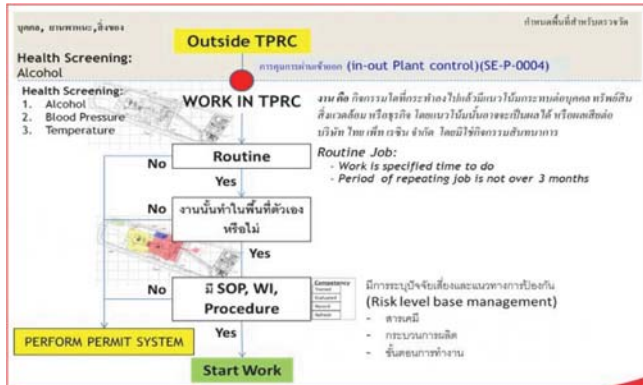 บุคคล, ยานพาหนะ,สิ่งของ
กำหนดพื้นที่สำหรับตรวจวัด
Outside TPRC
Health Screening:
Alcohol
การคุมการผ่านเข้าออก (in-out Plant control)(SE-P-0004)
Health Screening:
1. Alcohol
2. Blood Pressure
3. Temperature
WORK IN TPRC
งาน คือ กิจกรรมใดที่กระทำลงไปแล้วมีแนวโน้มกระทบต่อบุคคล ทรัพย์สิน
สิ่งแวดล้อม หรือธุรกิจ โดยแนวโน้มนั้นอาจจะเป็นผลได้ หรือผลเสียต่อ
บริษัท ไทย เพ็ท เรซิน จำกัด โดยมิใช่กิจกรรมสันทนาการ
Routine
No
Yes
Routine Job:
- Work is specified time to do
- Period of repeating job is not over 3 months
งานนั้นทำในพื้นที่ตัวเอง
หรือไม่
No
Yes
มี SOP, WI,
Procedure
No
Yes
Competency
Trained
Evaluated
Record
Refresh
มีการระบุปัจจัยเสี่ยงและแนวทางการป้องกัน
(Risk level base management)
- สารเคมี
- กระบวนการผลิต
- ขั้นตอนการทำงาน
PERFORM PERMIT SYSTEM
Start Work